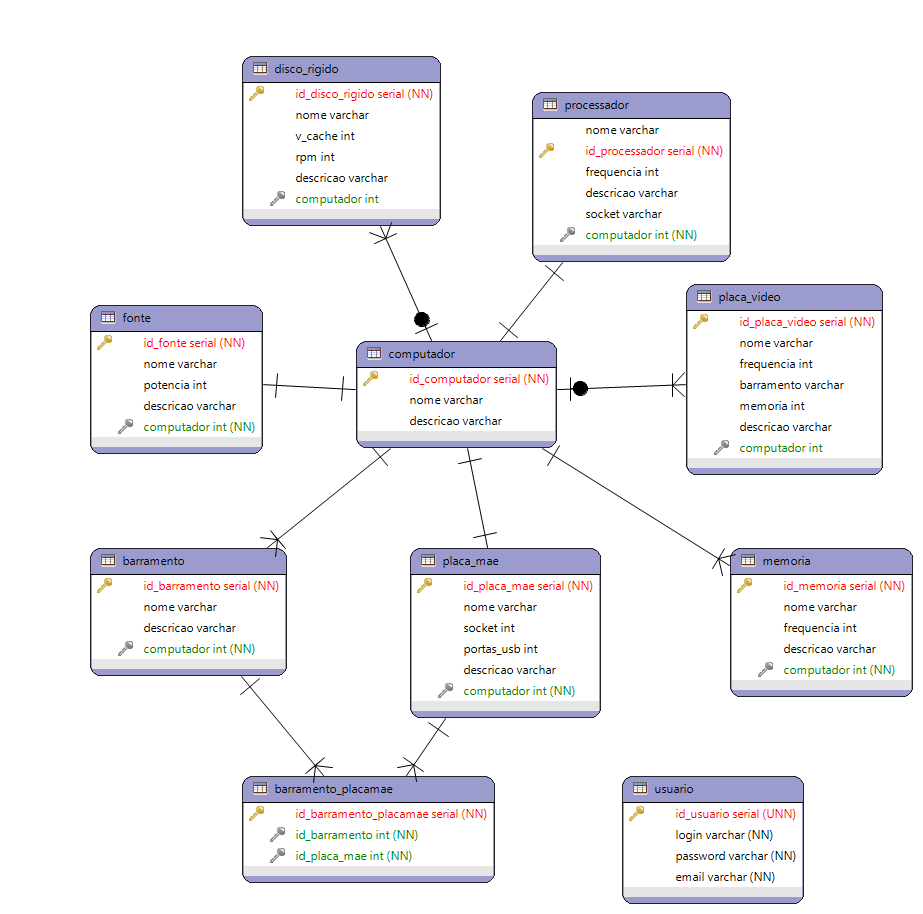 disco_rigido
id_disco_rigido serial (NN)
nome varchar
v_cache int
rpm int
descricao varchar
computador int
processador
nome varchar
id_processador serial (NN)
frequencia int
descricao varchar
socket varchar
computador int (NN)
placa_video
id_placa_video serial (NN)
nome varchar
frequencia int
barramento varchar
memoria int
descricao varchar
computador int
fonte
id_fonte serial (NN)
nome varchar
potencia int
descricao varchar
computador int (NN)
computador
id_computador serial (NN)
nome varchar
descricao varchar
barramento
id_barramento serial (NN)
nome varchar
descricao varchar
computador int (NN)
placa_mae
id_placa_mae serial (NN)
nome varchar
socket int
portas_usb int
descricao varchar
computador int (NN)
memoria
id_memoria serial (NN)
nome varchar
frequencia int
descricao varchar
computador int (NN)
barramento_placamae
id_barramento_placamae serial (NN)
id_barramento int (NN)
id_placa_mae int (NN)
usuario
id_usuario serial (UNN)
login varchar (NN)
password varchar (NN)
email varchar (NN)